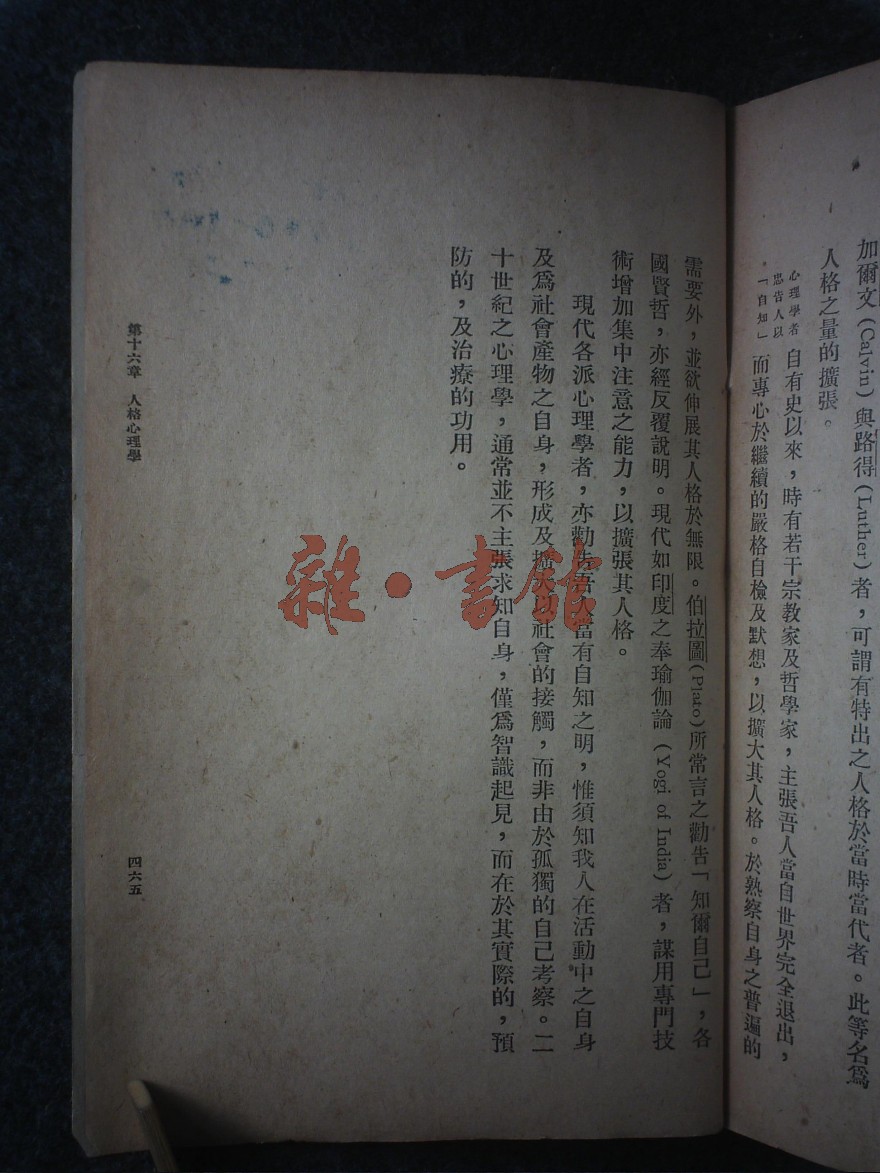 加爾文(Calvin)與路得(Luther)者，可謂有特出之人格於當時當代者。此等名爲
人格之量的擴張。
心理學者
忠告人以
「自知」
自有史以來，時有若干宗教家及哲學家，主張吾人當自世界完全退出，
而專心於繼續的嚴格自檢及默想，以擴大其人格。於熟察自身之普遍的
需要外，並欲伸展其人格於無限。伯拉圖(Plato)所常言之勸告「知爾自己」，各
國賢哲，亦經反覆說明。現代如印度之奉瑜伽論(Yogi of India)者，謀用專門技
術增加集中注意之能力，以擴張其人格。
現代各派心理學者，亦勸告吾人當有自知之明，惟須知我人在活動中之自身
及爲社會產物之自身，形成及擴大以社會的接觸，而非由於孤獨的自己考察。二
十世紀之心理學，通常並不主張求知自身，僅爲智識起見，而在於其實際的，預
防的，及治療的功用。
第十六章 人格心理學
四六五
雜·書館